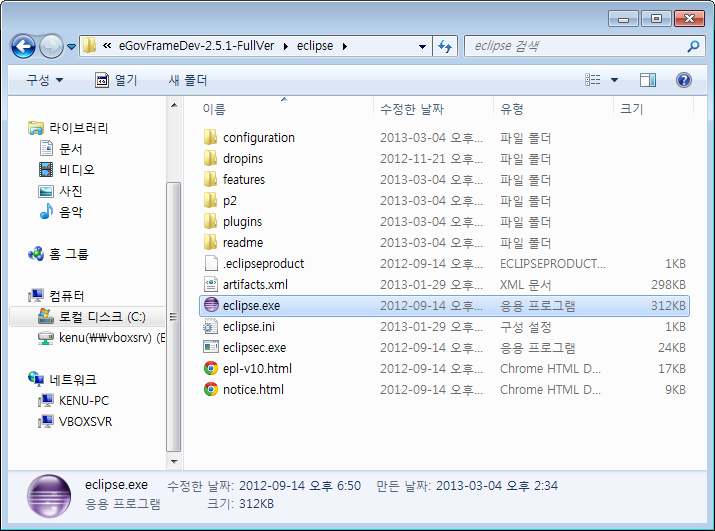 « eGovFrameDev-2.5.1-FullVer ▸ eclipse ▸
eclipse 검색
구성 ▼ 열기 새 폴더
이름 수정한 날짜 유형 크기
라이브러리
문서
비디오
사진
음악
홈 그룹
컴퓨터
로컬 디스크 (C:)
kenu(₩₩vboxsrv) (E
네트워크
KENU-PC
VBOXSVR
configuration 2013-03-04 오후... 파일 폴더
dropins 2012-11-21 오후... 파일 폴더
features 2013-03-04 오후... 파일 폴더
p2 2013-03-04 오후... 파일 폴더
plugins 2013-03-04 오후... 파일 폴더
readme 2013-03-04 오후... 파일 폴더
.eclipseproduct 2012-09-14 오후... ECLIPSEPRODUCT... 1KB
artifacts.xml 2013-01-29 오후... XML 문서 298KB
eclipse.exe 2012-09-14 오후... 응용 프로그램 312KB
eclipse.ini 2013-01-29 오후... 구성 설정 1KB
eclipsec.exe 2012-09-14 오후... 응용 프로그램 24KB
epl-v10.html 2012-09-14 오후... Chrome HTML D... 17KB
notice.html 2012-09-14 오후... Chrome HTML D... 9KB
eclipse.exe 수정한 날짜: 2012-09-14 오후 6:50 만든 날짜: 2013-03-04 오후 2:34
응용 프로그램 크기: 312KB